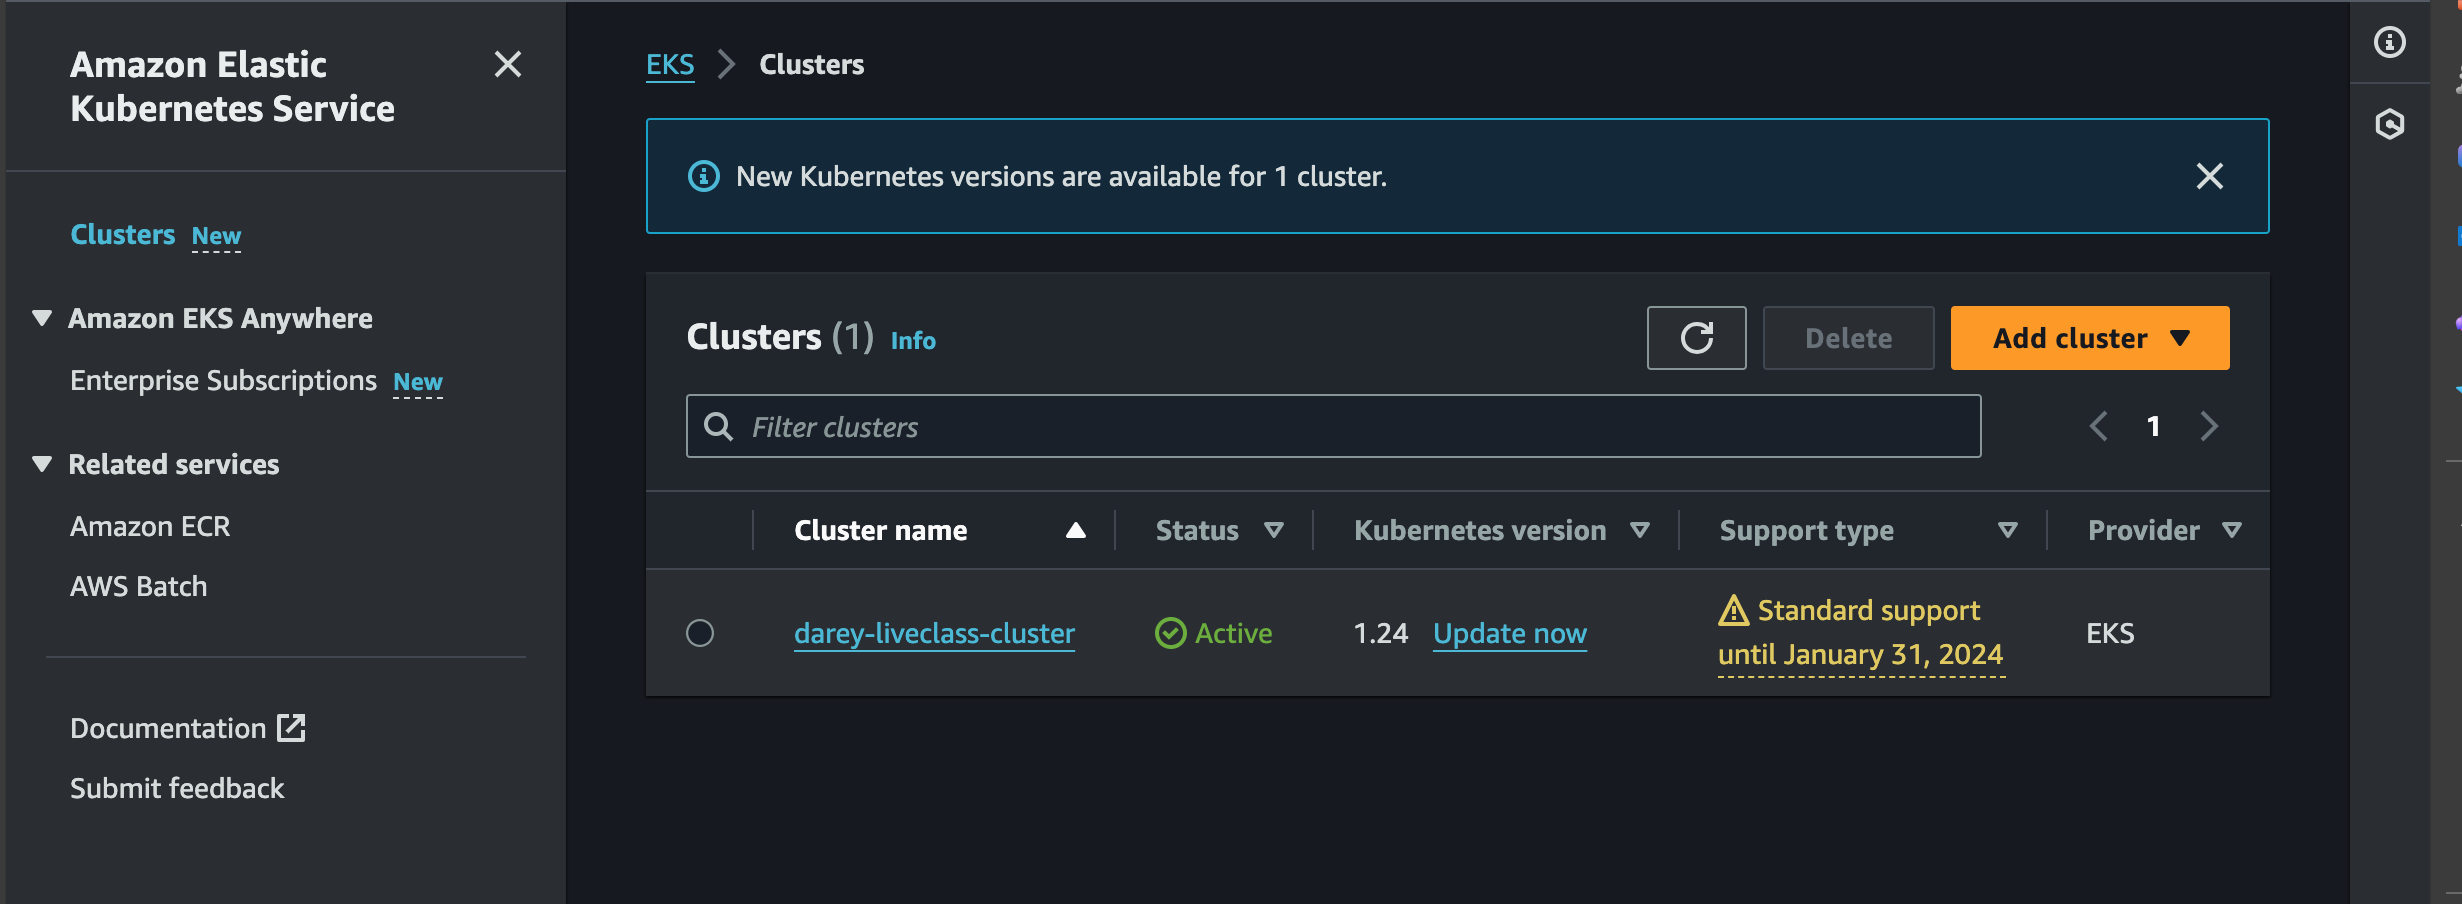 Amazon Elastic
Kubernetes Service
Clusters New
Amazon EKS Anywhere
Enterprise Subscriptions New
Related services
Amazon ECR
AWS Batch
Documentation
Submit feedback
EKS Clusters
New Kubernetes versions are available for 1 cluster.
Clusters (1) Info
Delete
Add cluster
Filter clusters
1
Cluster name Status Kubernetes version Support type Provider
darey-liveclass-cluster Active 1.24 Update now Standard support
until January 31, 2024
EKS